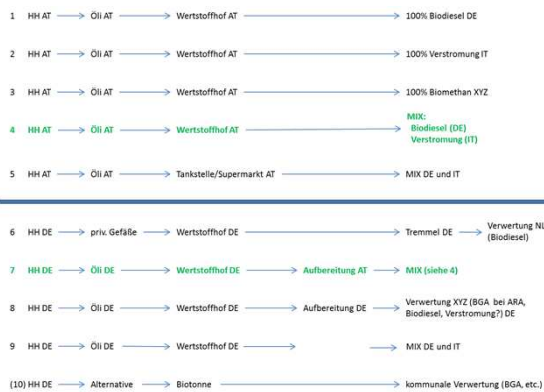 1 HH AT Öli AT Wertstoffhof AT 100% Biodiesel DE
2 HH AT Öli AT Wertstoffhof AT 100% Verstromung IT
3 HH AT Öli AT Wertstoffhof AT 100% Biomethan XYZ
4 HH AT Öli AT Wertstoffhof AT MIX:
Biodiesel (DE)
Verstromung (IT)
5 HH AT Öli AT Tankstelle/Supermarkt AT MIX DE und IT
6 HH DE priv. Gefäße Wertstoffhof DE Tremmel DE Verwertung NL
(Biodiesel)
7 HH DE Öli DE Wertstoffhof DE Aufbereitung AT MIX (siehe 4)
8 HH DE Öli DE Wertstoffhof DE Aufbereitung DE Verwertung XYZ (BGA bei ARA,
Biodiesel, Verstromung?) DE
9 HH DE Öli DE Wertstoffhof DE MIX DE und IT
(10) HH DE Alternative Biotonne kommunale Verwertung (BGA, etc.)